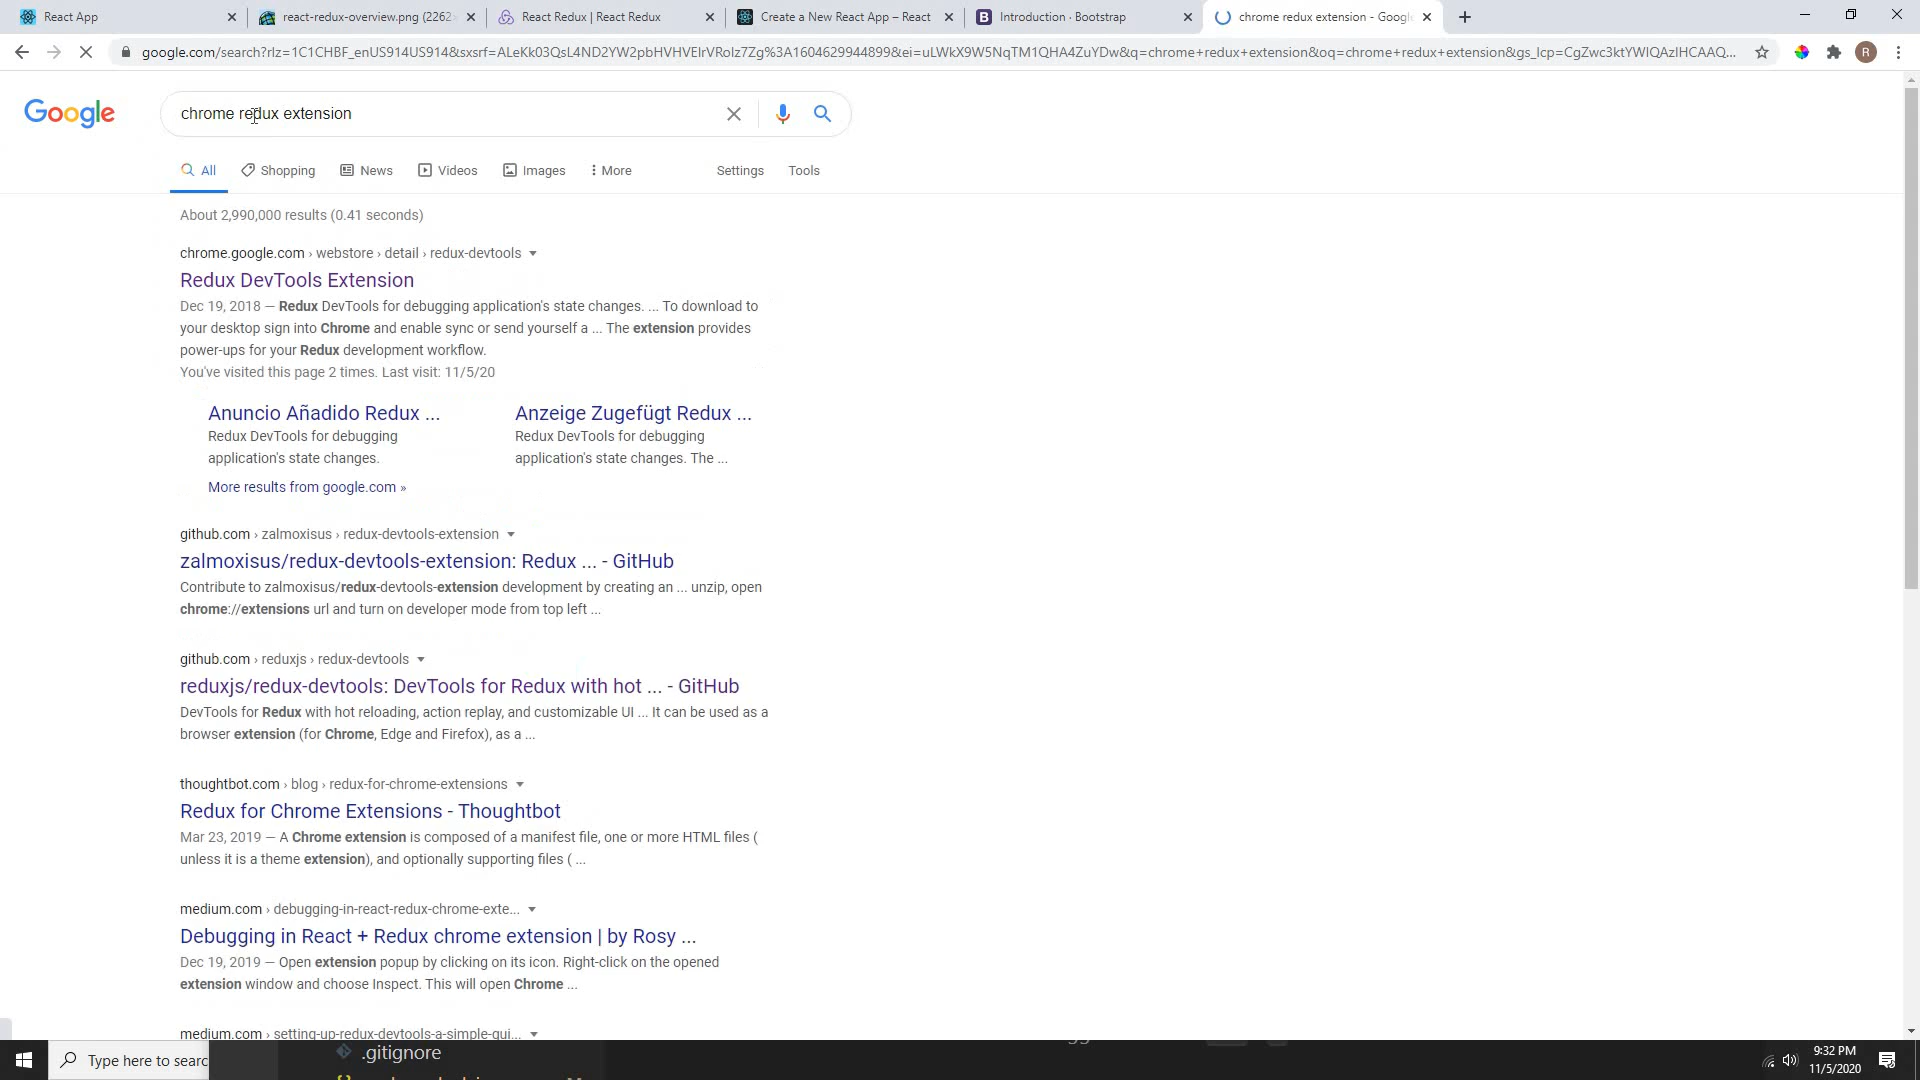 React App
react-redux-overview.png (2262
React Redux | React Redux
Create a New React App – React
Introduction · Bootstrap
chrome redux extension - Googl
google.com/search?rlz=1C1CHBF_enUS914US914&sxsrf=ALeKk03QsL4ND2YW2pbHVHVEIrVRolz7Zg%3A1604629944899&ei=uLWkX9W5NqTM1QHA4ZuYDw&q=chrome+redux+extension&oq=chrome+redux+extension&gs_lcp=CgZwc3ktYWIQAzIHCAAQ...
R
Google
chrome redux extension
All
Shopping
News
Videos
Images
More
Settings
Tools
About 2,990,000 results (0.41 seconds)
chrome.google.com › webstore › detail › redux-devtools
Redux DevTools Extension
Dec 19, 2018 — Redux DevTools for debugging application's state changes. ... To download to
your desktop sign into Chrome and enable sync or send yourself a ... The extension provides
power-ups for your Redux development workflow.
You've visited this page 2 times. Last visit: 11/5/20
Anuncio Añadido Redux ...
Redux DevTools for debugging
application's state changes.
Anzeige Zugefügt Redux ...
Redux DevTools for debugging
application's state changes. The ...
More results from google.com »
github.com › zalmoxisus › redux-devtools-extension
zalmoxisus/redux-devtools-extension: Redux ... - GitHub
Contribute to zalmoxisus/redux-devtools-extension development by creating an ... unzip, open
chrome://extensions url and turn on developer mode from top left ...
github.com › reduxjs › redux-devtools
reduxjs/redux-devtools: DevTools for Redux with hot ... - GitHub
DevTools for Redux with hot reloading, action replay, and customizable UI ... It can be used as a
browser extension (for Chrome, Edge and Firefox), as a ...
thoughtbot.com › blog › redux-for-chrome-extensions
Redux for Chrome Extensions - Thoughtbot
Mar 23, 2019 — A Chrome extension is composed of a manifest file, one or more HTML files (
unless it is a theme extension), and optionally supporting files ( ...
medium.com › debugging-in-react-redux-chrome-exte...
Debugging in React + Redux chrome extension | by Rosy ...
Dec 19, 2019 — Open extension popup by clicking on its icon. Right-click on the opened
extension window and choose Inspect. This will open Chrome ...
medium.com › setting-up-redux-devtools-a-simple-gui...
Type here to searc
.gitignore
9:32 PM
11/5/2020